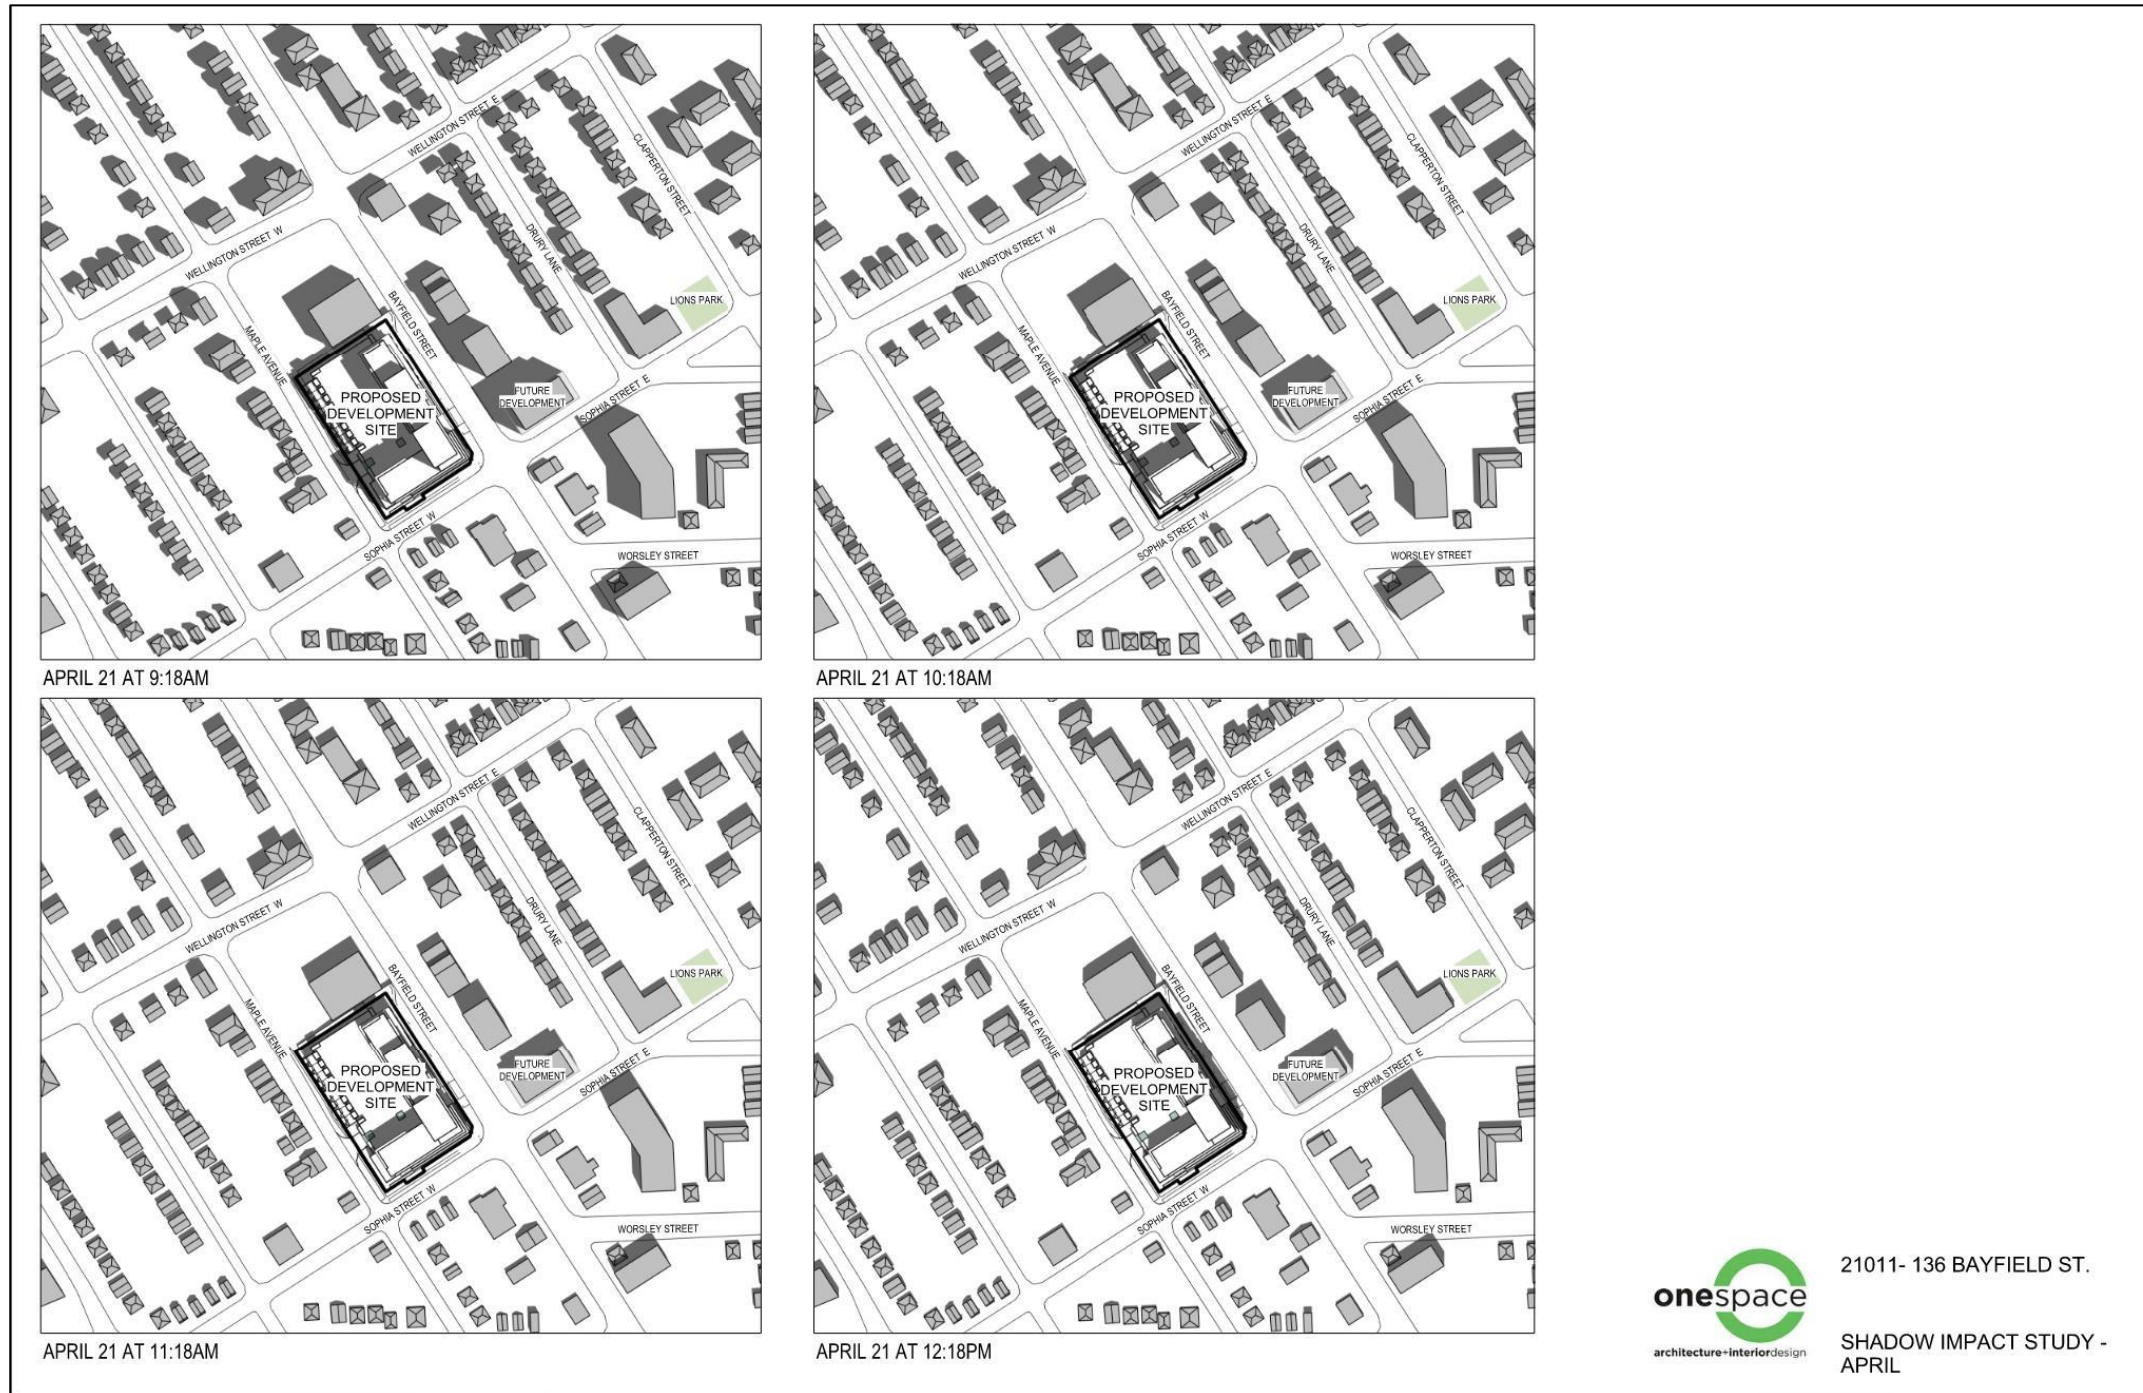 WELLINGTON STREET E
CLAPPERTON STREET
WELLINGTON STREET W
DRURY LANE
LIONS PARK
BAYFIELD STREET
MAPLE AVENUE
PROPOSED
DEVELOPMENT
SITE
FUTURE
DEVELOPMENT
SOPHIA STREET E
SOPHIA STREET W
WORSLEY STREET
APRIL 21 AT 9:18AM
WELLINGTON STREET E
CLAPPERTON STREET
WELLINGTON STREET W
DRURY LANE
LIONS PARK
BAYFIELD STREET
MAPLE AVENUE
PROPOSED
DEVELOPMENT
SITE
FUTURE
DEVELOPMENT
SOPHIA STREET E
SOPHIA STREET W
WORSLEY STREET
APRIL 21 AT 10:18AM
WELLINGTON STREET E
CLAPPERTON STREET
WELLINGTON STREET W
DRURY LANE
LIONS PARK
BAYFIELD STREET
MAPLE AVENUE
PROPOSED
DEVELOPMENT
SITE
FUTURE
DEVELOPMENT
SOPHIA STREET E
SOPHIA STREET W
WORSLEY STREET
APRIL 21 AT 11:18AM
WELLINGTON STREET E
CLAPPERTON STREET
WELLINGTON STREET W
DRURY LANE
LIONS PARK
BAYFIELD STREET
MAPLE AVENUE
PROPOSED
DEVELOPMENT
SITE
FUTURE
DEVELOPMENT
SOPHIA STREET E
SOPHIA STREET W
WORSLEY STREET
APRIL 21 AT 12:18PM
onespace
architecture+interiordesign
21011- 136 BAYFIELD ST.
SHADOW IMPACT STUDY -
APRIL